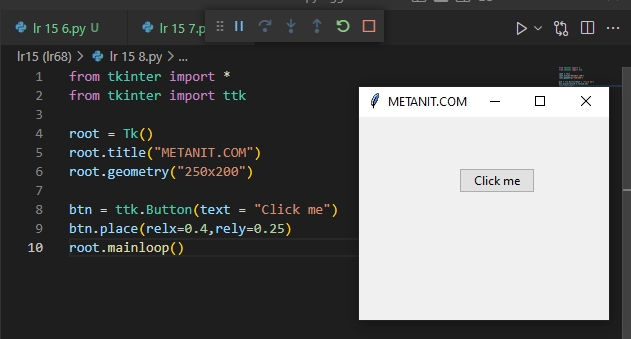 lr 15 6.py U
lr 15 7.p
lr15 (lr68) > lr 15 8.py > ...
1 from tkinter import *
2 from tkinter import ttk
3
4 root = Tk()
5 root.title("METANIT.COM")
6 root.geometry("250x200")
7
8 btn = ttk.Button(text = "Click me")
9 btn.place(relx=0.4,rely=0.25)
10 root.mainloop()
METANIT.COM
Click me